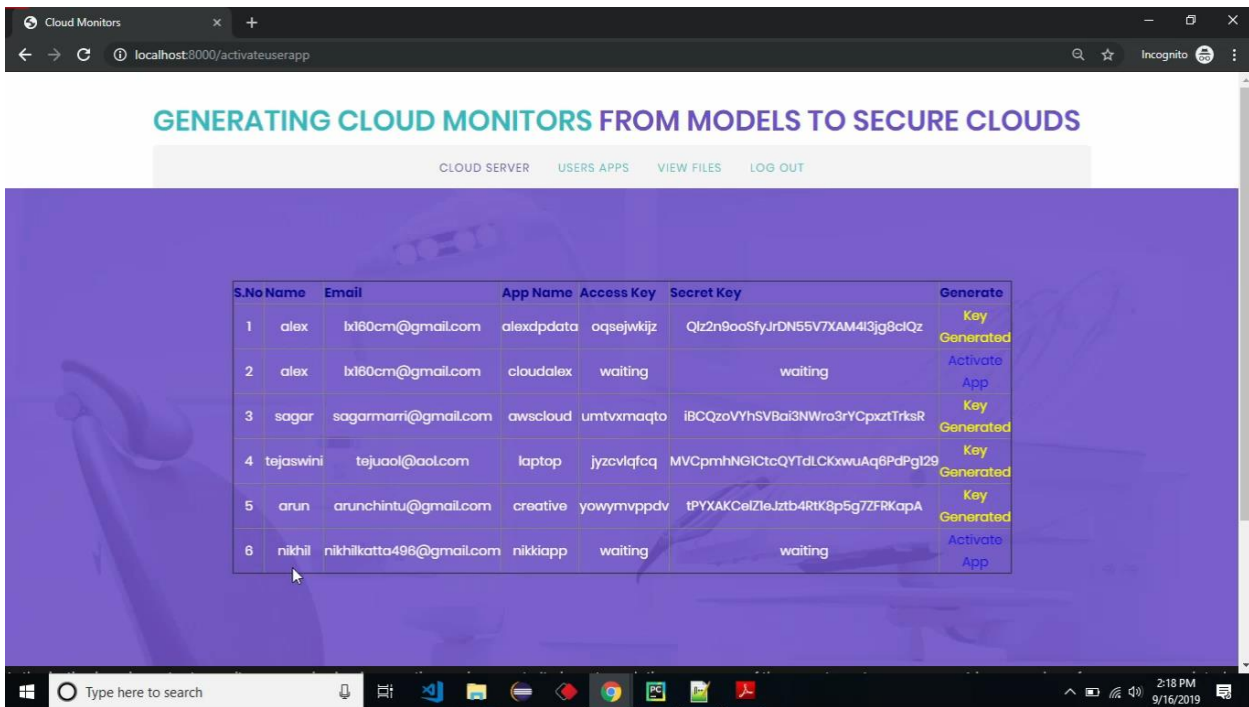 Cloud Monitors
localhost:8000/activateuserapp
Incognito
GENERATING CLOUD MONITORS FROM MODELS TO SECURE CLOUDS
CLOUD SERVER USERS APPS VIEW FILES LOG OUT
S.No Name Email App Name Access Key Secret Key Generate
1 alex lx160cm@gmail.com alexdpdata oqsejwkijz Key Generated
2 alex lx160cm@gmail.com cloudalex waiting waiting Activate App
3 sagar sagarmarri@gmail.com awscloud umtvxmaqto Key Generated
4 tejaswini tejuaol@aol.com laptop jyzcvlqfcq Key Generated
5 arun arunchintu@gmail.com creative yowymvppdv Key Generated
6 nikhil nikhilkatta496@gmail.com nikkiapp waiting waiting Activate App
Type here to search
2:18 PM
9/16/2019